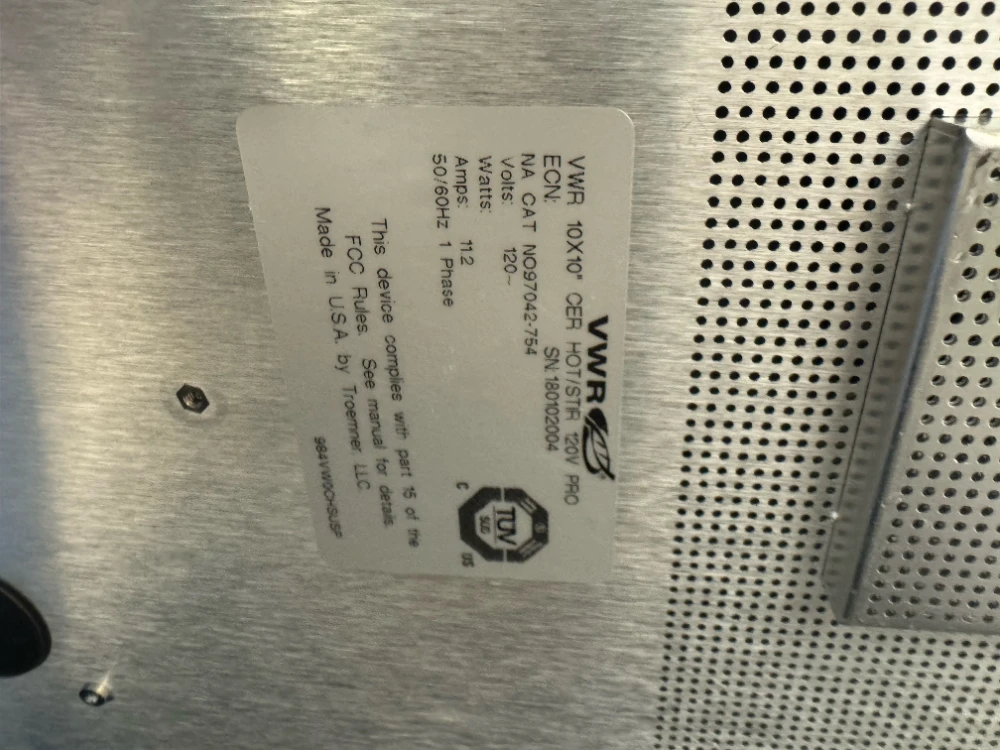 VWR
VWR 10X10" CER HOT/STIR 120V PRO
ECN: SN:180102004
NA CAT NO97042-754
Volts: 120~
Watts:
Amps: 11.2
50/60Hz 1 Phase
TUV
C US
This device complies with part 15 of the
FCC Rules. See manual for details.
Made in U.S.A. by Troemner, LLC.